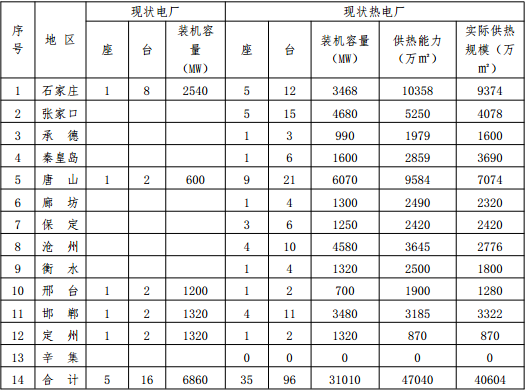 序号 地 区 现状电厂 现状热电厂
座 台 装机容量（MW） 座 台 装机容量（MW） 供热能力（万㎡） 实际供热规模（万㎡）
1 石家庄 1 8 2540 5 12 3468 10358 9374
2 张家口 5 15 4680 5250 4078
3 承 德 1 3 990 1979 1600
4 秦皇岛 1 6 1600 2859 3690
5 唐 山 1 2 600 9 21 6070 9584 7074
6 廊 坊 1 4 1300 2490 2320
7 保 定 3 6 1250 2420 2420
8 沧 州 4 10 4580 3645 2776
9 衡 水 1 4 1320 2500 1800
10 邢 台 1 2 1200 1 2 700 1900 1280
11 邯 郸 1 2 1320 4 11 3480 3185 3322
12 定 州 1 2 1320 1 2 1320 870 870
13 辛 集 0 0 0 0 0
14 合 计 5 16 6860 35 96 31010 47040 40604